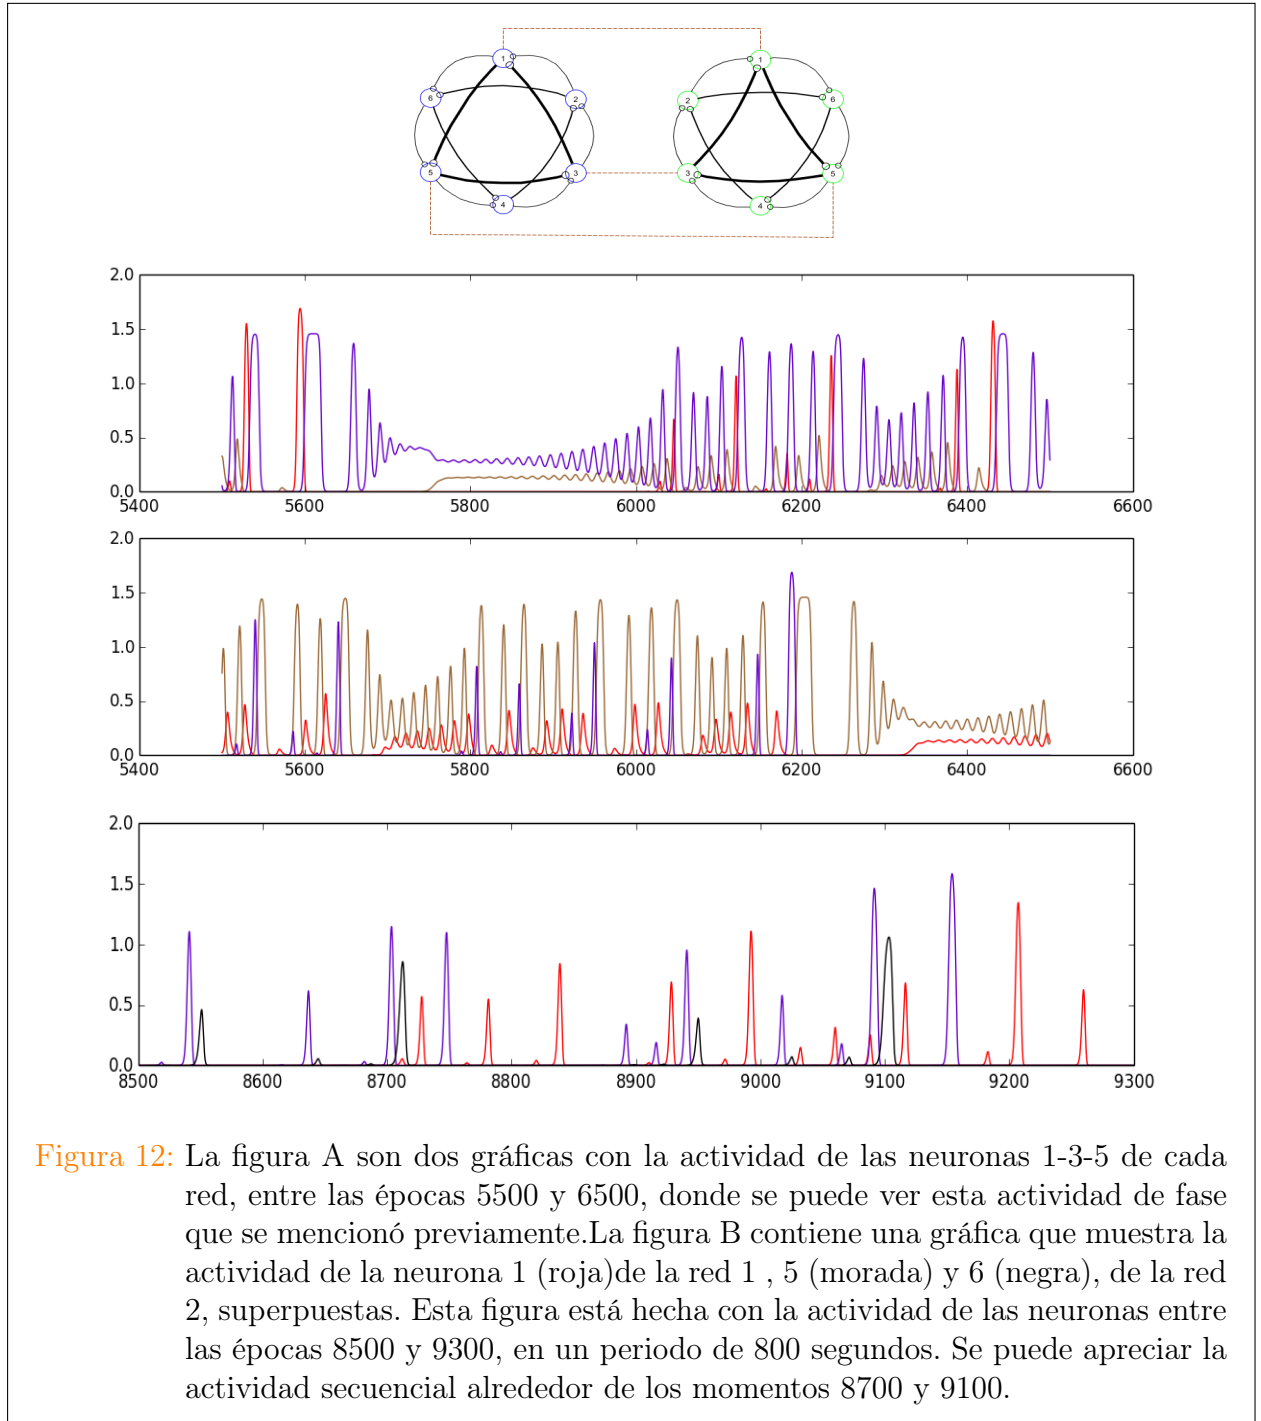 1 1
6 2 2 6
5 3 3 5
4 4
2.0
1.5
1.0
0.5
0.0
5400 5600 5800 6000 6200 6400 6600
2.0
1.5
1.0
0.5
0.0
5400 5600 5800 6000 6200 6400 6600
2.0
1.5
1.0
0.5
0.0
8500 8600 8700 8800 8900 9000 9100 9200 9300
Figura 12: La figura A son dos gráficas con la actividad de las neuronas 1-3-5 de cada
red, entre las épocas 5500 y 6500, donde se puede ver esta actividad de fase
que se mencionó previamente.La figura B contiene una gráfica que muestra la
actividad de la neurona 1 (roja)de la red 1 , 5 (morada) y 6 (negra), de la red
2, superpuestas. Esta figura está hecha con la actividad de las neuronas entre
las épocas 8500 y 9300, en un periodo de 800 segundos. Se puede apreciar la
actividad secuencial alrededor de los momentos 8700 y 9100.